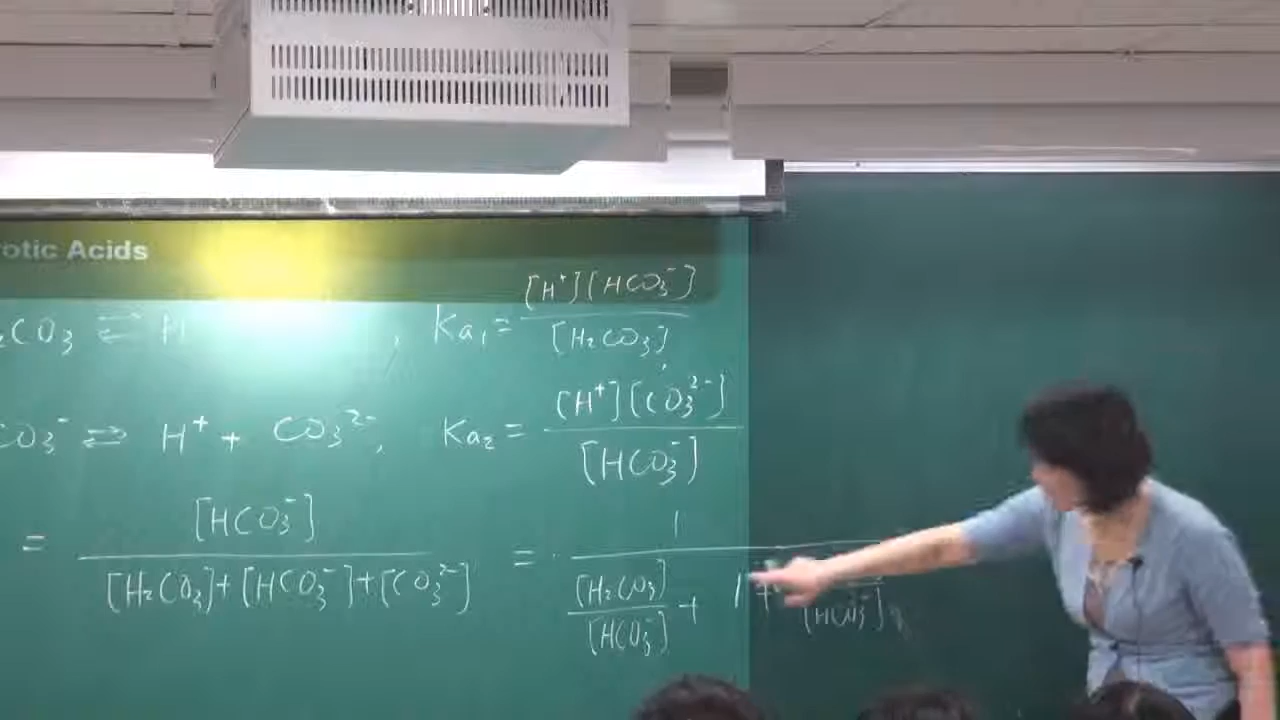 otic Acids
CO₃ ⇌ H , Ka₁ = [H⁺][HCO₃⁻] / [H₂CO₃]
CO₃⁻ ⇌ H⁺ + CO₃²⁻, Ka₂ = [H⁺][CO₃²⁻] / [HCO₃⁻]
= [HCO₃⁻] / [H₂CO₃]+[HCO₃⁻]+[CO₃²⁻] = 1 / [H₂CO₃] / [HCO₃⁻] + 1 + / [HCO₃⁻]